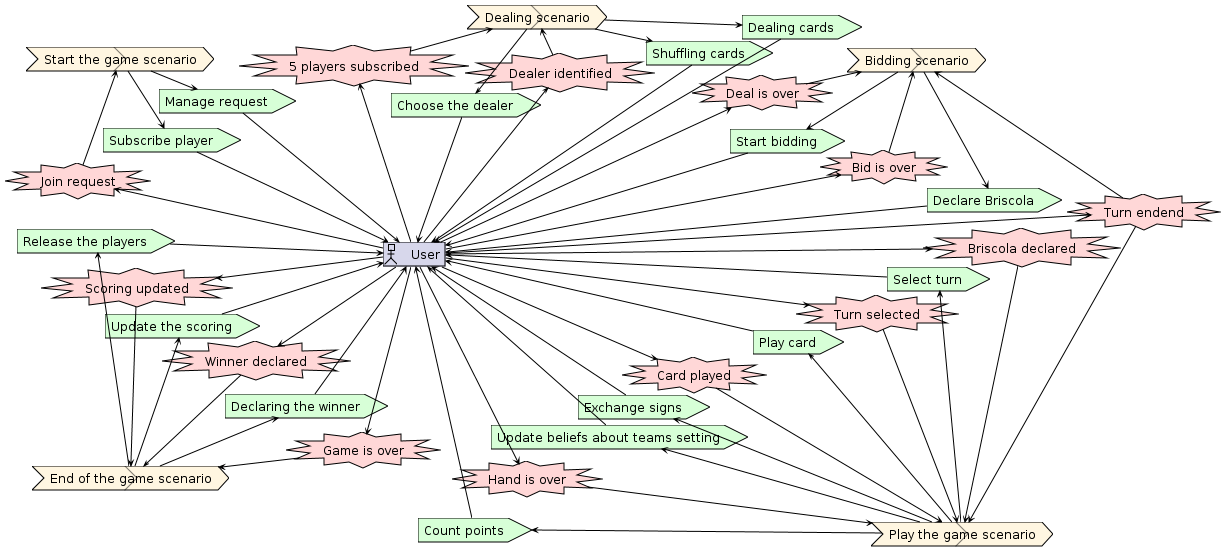 Dealing scenario
Dealing cards
Start the game scenario
5 players subscribed
Shuffling cards
Bidding scenario
Dealer identified
Deal is over
Manage request
Choose the dealer
Subscribe player
Start bidding
Bid is over
Join request
Declare Briscola
Turn endend
Release the players
User
Briscola declared
Select turn
Scoring updated
Turn selected
Update the scoring
Play card
Winner declared
Card played
Declaring the winner
Exchange signs
Update beliefs about teams setting
Game is over
End of the game scenario
Hand is over
Count points
Play the game scenario